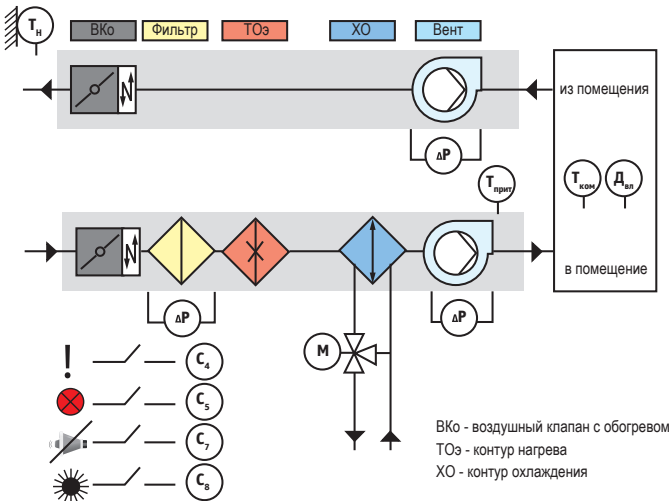 Тн
ВКо Фильтр ТОэ ХО Вент
N
из помещения
ΔP
Тприт
Тком Двл
N
в помещение
ΔP
ΔP
M
! C4
C5
C7
C8
ВКо - воздушный клапан с обогревом
ТОэ - контур нагрева
ХО - контур охлаждения